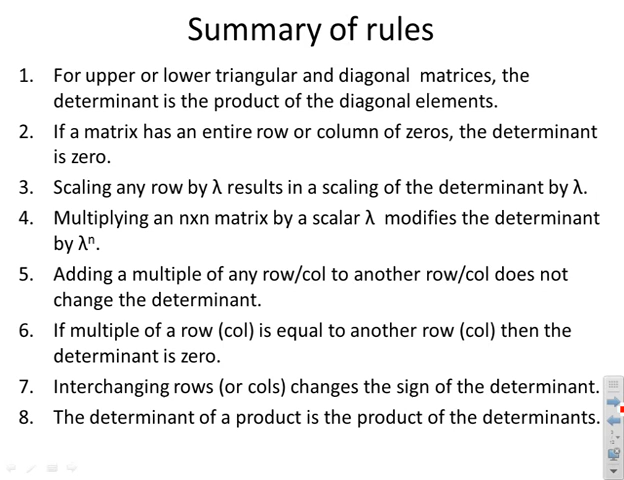 Summary of rules
1. For upper or lower triangular and diagonal matrices, the
determinant is the product of the diagonal elements.
2. If a matrix has an entire row or column of zeros, the determinant
is zero.
3. Scaling any row by λ results in a scaling of the determinant by λ.
4. Multiplying an nxn matrix by a scalar λ modifies the determinant
by λⁿ.
5. Adding a multiple of any row/col to another row/col does not
change the determinant.
6. If multiple of a row (col) is equal to another row (col) then the
determinant is zero.
7. Interchanging rows (or cols) changes the sign of the determinant.
8. The determinant of a product is the product of the determinants.